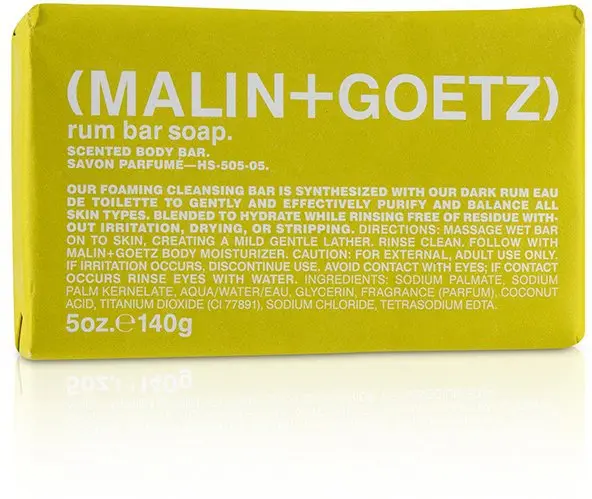 (MALIN+GOETZ)
rum bar soap.
SCENTED BODY BAR.
SAVON PARFUMÉ—HS-505-05.
OUR FOAMING CLEANSING BAR IS SYNTHESIZED WITH OUR DARK RUM EAU
DE TOILETTE TO GENTLY AND EFFECTIVELY PURIFY AND BALANCE ALL
SKIN TYPES. BLENDED TO HYDRATE WHILE RINSING FREE OF RESIDUE WITH-
OUT IRRITATION, DRYING, OR STRIPPING. DIRECTIONS: MASSAGE WET BAR
ON TO SKIN, CREATING A MILD GENTLE LATHER. RINSE CLEAN. FOLLOW WITH
MALIN+GOETZ BODY MOISTURIZER. CAUTION: FOR EXTERNAL, ADULT USE ONLY.
IF IRRITATION OCCURS, DISCONTINUE USE. AVOID CONTACT WITH EYES; IF CONTACT
OCCURS RINSE EYES WITH WATER. INGREDIENTS: SODIUM PALMATE, SODIUM
PALM KERNELATE, AQUA/WATER/EAU, GLYCERIN, FRAGRANCE (PARFUM), COCONUT
ACID, TITANIUM DIOXIDE (CI 77891), SODIUM CHLORIDE, TETRASODIUM EDTA.
5oz.℮140g